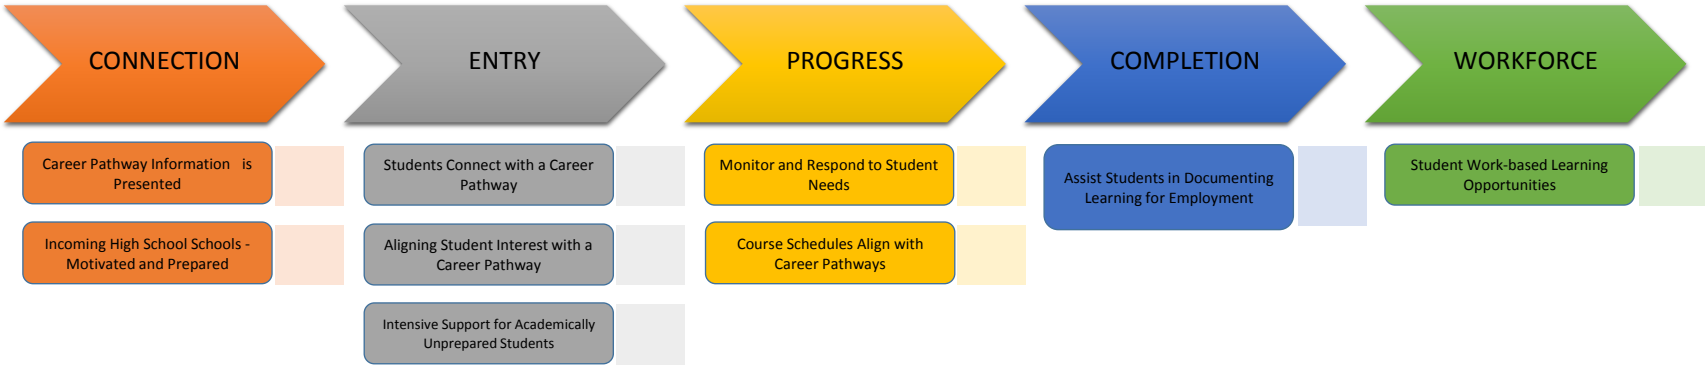 CONNECTION
ENTRY
PROGRESS
COMPLETION
WORKFORCE
Career Pathway Information is
Presented
Incoming High School Schools -
Motivated and Prepared
Students Connect with a Career
Pathway
Aligning Student Interest with a
Career Pathway
Intensive Support for Academically
Unprepared Students
Monitor and Respond to Student
Needs
Course Schedules Align with
Career Pathways
Assist Students in Documenting
Learning for Employment
Student Work-based Learning
Opportunities